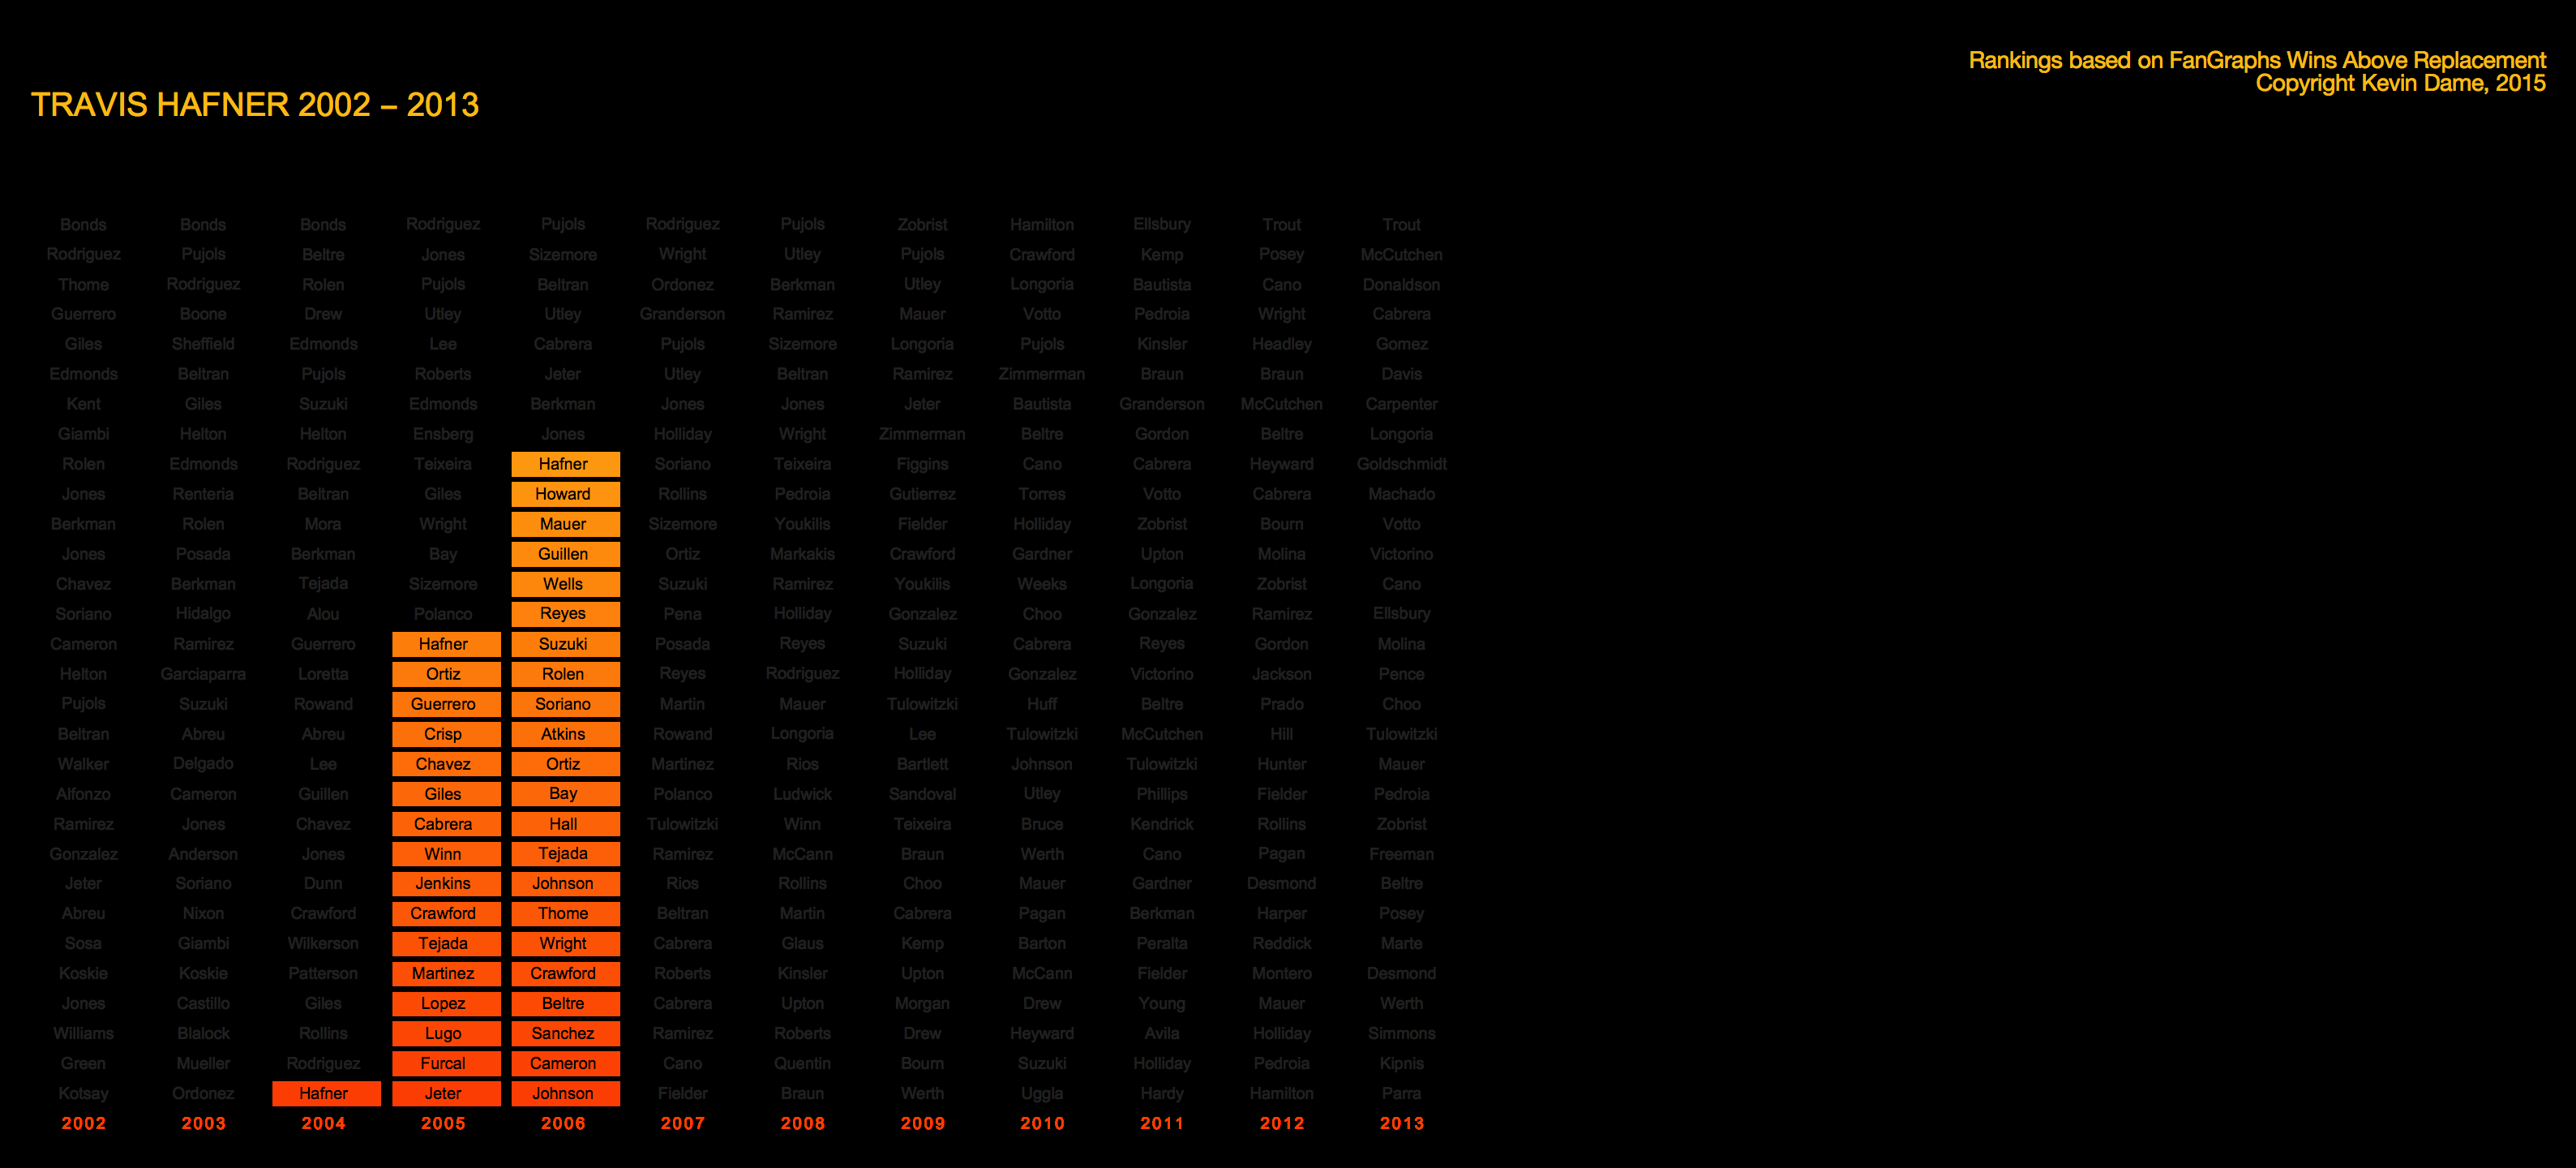 Rankings based on FanGraphs Wins Above Replacement
Copyright Kevin Dame, 2015
TRAVIS HAFNER 2002 – 2013
Bonds Bonds Bonds Rodriguez Pujols Rodriguez Pujols Zobrist Hamilton Ellsbury Trout Trout
Rodriguez Pujols Beltre Jones Sizemore Wright Utley Pujols Crawford Kemp Posey McCutchen
Thome Rodriguez Rolen Pujols Beltran Ordonez Berkman Utley Longoria Bautista Cano Donaldson
Guerrero Boone Drew Utley Utley Granderson Ramirez Mauer Votto Pedroia Wright Cabrera
Giles Sheffield Edmonds Lee Cabrera Pujols Sizemore Longoria Pujols Kinsler Headley Gomez
Edmonds Beltran Pujols Roberts Jeter Utley Beltran Ramirez Zimmerman Braun Braun Davis
Kent Giles Suzuki Edmonds Berkman Jones Jones Jeter Bautista Granderson McCutchen Carpenter
Giambi Helton Helton Ensberg Jones Holliday Wright Zimmerman Beltre Gordon Beltre Longoria
Rolen Edmonds Rodriguez Teixeira Hafner Soriano Teixeira Figgins Cano Cabrera Heyward Goldschmidt
Jones Renteria Beltran Giles Howard Rollins Pedroia Gutierrez Torres Votto Cabrera Machado
Berkman Rolen Mora Wright Mauer Sizemore Youkilis Fielder Holliday Zobrist Bourn Votto
Jones Posada Berkman Bay Guillen Ortiz Markakis Crawford Gardner Upton Molina Victorino
Chavez Berkman Tejada Sizemore Wells Suzuki Ramirez Youkilis Weeks Longoria Zobrist Cano
Soriano Hidalgo Alou Polanco Reyes Pena Holliday Gonzalez Choo Gonzalez Ramirez Ellsbury
Cameron Ramirez Guerrero Hafner Suzuki Posada Reyes Suzuki Cabrera Reyes Gordon Molina
Helton Garciaparra Loretta Ortiz Rolen Reyes Rodriguez Holliday Gonzalez Victorino Jackson Pence
Pujols Suzuki Rowand Guerrero Soriano Martin Mauer Tulowitzki Huff Beltre Prado Choo
Beltran Abreu Abreu Crisp Atkins Rowand Longoria Lee Tulowitzki McCutchen Hill Tulowitzki
Walker Delgado Lee Chavez Ortiz Martinez Rios Bartlett Johnson Tulowitzki Hunter Mauer
Alfonzo Cameron Guillen Giles Bay Polanco Ludwick Sandoval Utley Phillips Fielder Pedroia
Ramirez Jones Chavez Cabrera Hall Tulowitzki Winn Teixeira Bruce Kendrick Rollins Zobrist
Gonzalez Anderson Jones Winn Tejada Ramirez McCann Braun Werth Cano Pagan Freeman
Jeter Soriano Dunn Jenkins Johnson Rios Rollins Choo Mauer Gardner Desmond Beltre
Abreu Nixon Crawford Crawford Thome Beltran Martin Cabrera Pagan Berkman Harper Posey
Sosa Giambi Wilkerson Tejada Wright Cabrera Glaus Kemp Barton Peralta Reddick Marte
Koskie Koskie Patterson Martinez Crawford Roberts Kinsler Upton McCann Fielder Montero Desmond
Jones Castillo Giles Lopez Beltre Cabrera Upton Morgan Drew Young Mauer Werth
Williams Blalock Rollins Lugo Sanchez Ramirez Roberts Drew Heyward Avila Holliday Simmons
Green Mueller Rodriguez Furcal Cameron Cano Quentin Bourn Suzuki Holliday Pedroia Kipnis
Kotsay Ordonez Hafner Jeter Johnson Fielder Braun Werth Uggla Hardy Hamilton Parra
2002 2003 2004 2005 2006 2007 2008 2009 2010 2011 2012 2013